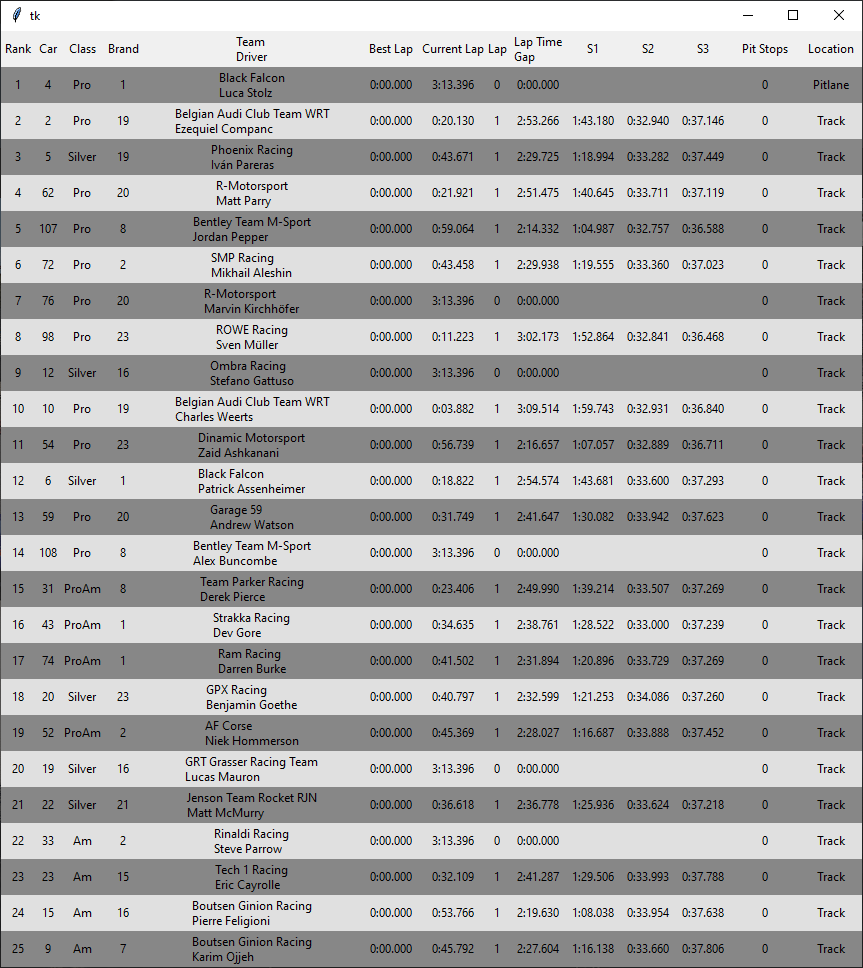 tk
Rank Car Class Brand Team Driver Best Lap Current Lap Lap Lap Time Gap S1 S2 S3 Pit Stops Location
1 4 Pro 1 Black Falcon 0:00.000 3:13.396 0 0:00.000 0 Pitlane
Luca Stolz
2 2 Pro 19 Belgian Audi Club Team WRT 0:00.000 0:20.130 1 2:53.266 1:43.180 0:32.940 0:37.146 0 Track
Ezequiel Companc
3 5 Silver 19 Phoenix Racing 0:00.000 0:43.671 1 2:29.725 1:18.994 0:33.282 0:37.449 0 Track
Iván Pareras
4 62 Pro 20 R-Motorsport 0:00.000 0:21.921 1 2:51.475 1:40.645 0:33.711 0:37.119 0 Track
Matt Parry
5 107 Pro 8 Bentley Team M-Sport 0:00.000 0:59.064 1 2:14.332 1:04.987 0:32.757 0:36.588 0 Track
Jordan Pepper
6 72 Pro 2 SMP Racing 0:00.000 0:43.458 1 2:29.938 1:19.555 0:33.360 0:37.023 0 Track
Mikhail Aleshin
7 76 Pro 20 R-Motorsport 0:00.000 3:13.396 0 0:00.000 0 Track
Marvin Kirchhöfer
8 98 Pro 23 ROWE Racing 0:00.000 0:11.223 1 3:02.173 1:52.864 0:32.841 0:36.468 0 Track
Sven Müller
9 12 Silver 16 Ombra Racing 0:00.000 3:13.396 0 0:00.000 0 Track
Stefano Gattuso
10 10 Pro 19 Belgian Audi Club Team WRT 0:00.000 0:03.882 1 3:09.514 1:59.743 0:32.931 0:36.840 0 Track
Charles Weerts
11 54 Pro 23 Dinamic Motorsport 0:00.000 0:56.739 1 2:16.657 1:07.057 0:32.889 0:36.711 0 Track
Zaid Ashkanani
12 6 Silver 1 Black Falcon 0:00.000 0:18.822 1 2:54.574 1:43.681 0:33.600 0:37.293 0 Track
Patrick Assenheimer
13 59 Pro 20 Garage 59 0:00.000 0:31.749 1 2:41.647 1:30.082 0:33.942 0:37.623 0 Track
Andrew Watson
14 108 Pro 8 Bentley Team M-Sport 0:00.000 3:13.396 0 0:00.000 0 Track
Alex Buncombe
15 31 ProAm 8 Team Parker Racing 0:00.000 0:23.406 1 2:49.990 1:39.214 0:33.507 0:37.269 0 Track
Derek Pierce
16 43 ProAm 1 Strakka Racing 0:00.000 0:34.635 1 2:38.761 1:28.522 0:33.000 0:37.239 0 Track
Dev Gore
17 74 ProAm 1 Ram Racing 0:00.000 0:41.502 1 2:31.894 1:20.896 0:33.729 0:37.269 0 Track
Darren Burke
18 20 Silver 23 GPX Racing 0:00.000 0:40.797 1 2:32.599 1:21.253 0:34.086 0:37.260 0 Track
Benjamin Goethe
19 52 ProAm 2 AF Corse 0:00.000 0:45.369 1 2:28.027 1:16.687 0:33.888 0:37.452 0 Track
Niek Hommerson
20 19 Silver 16 GRT Grasser Racing Team 0:00.000 3:13.396 0 0:00.000 0 Track
Lucas Mauron
21 22 Silver 21 Jenson Team Rocket RJN 0:00.000 0:36.618 1 2:36.778 1:25.936 0:33.624 0:37.218 0 Track
Matt McMurry
22 33 Am 2 Rinaldi Racing 0:00.000 3:13.396 0 0:00.000 0 Track
Steve Parrow
23 23 Am 15 Tech 1 Racing 0:00.000 0:32.109 1 2:41.287 1:29.506 0:33.993 0:37.788 0 Track
Eric Cayrolle
24 15 Am 16 Boutsen Ginion Racing 0:00.000 0:53.766 1 2:19.630 1:08.038 0:33.954 0:37.638 0 Track
Pierre Feligioni
25 9 Am 7 Boutsen Ginion Racing 0:00.000 0:45.792 1 2:27.604 1:16.138 0:33.660 0:37.806 0 Track
Karim Ojjeh